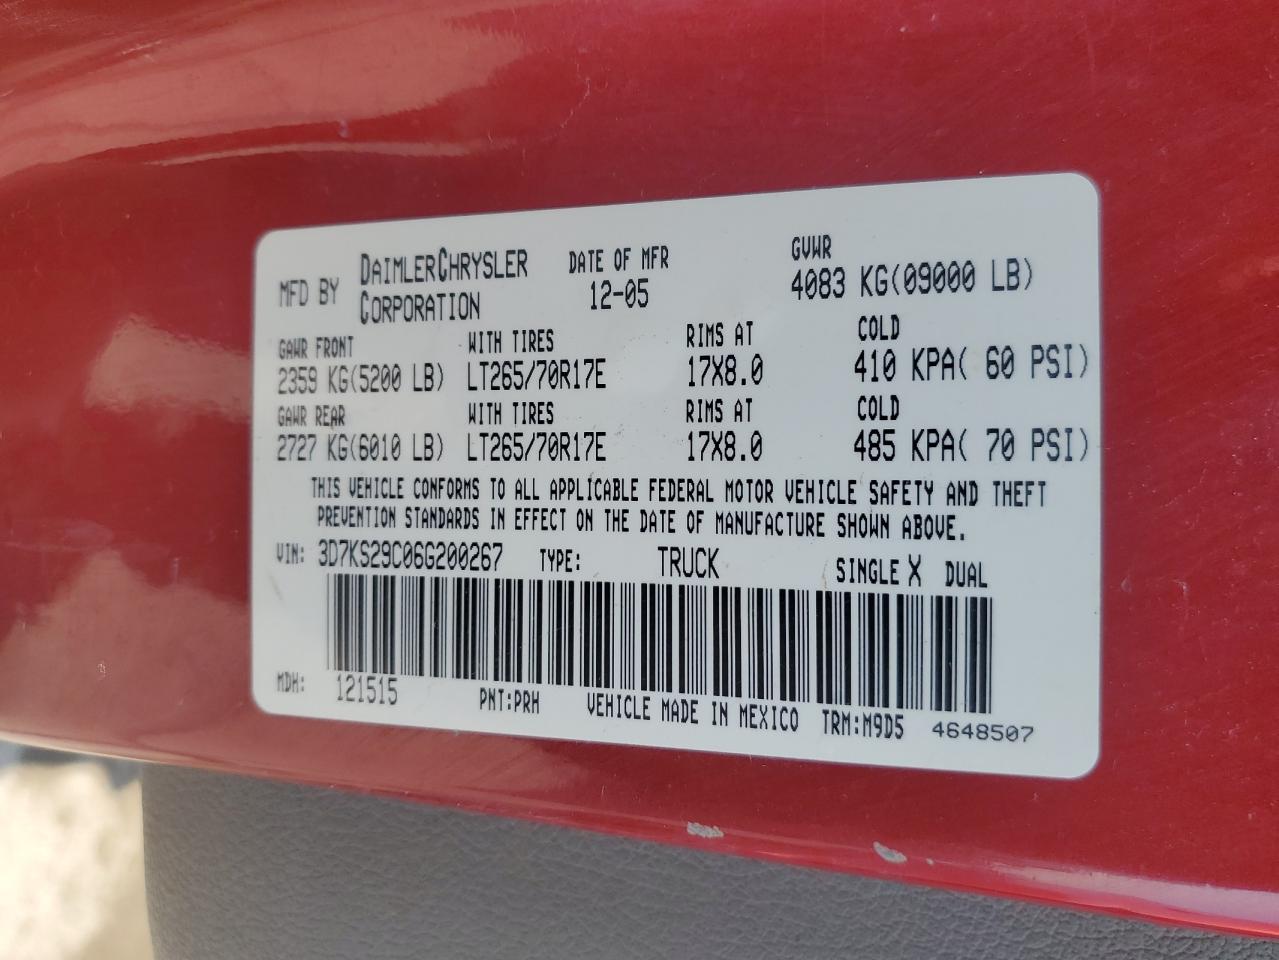 MFD BY DAIMLERCHRYSLER CORPORATION DATE OF MFR 12-05 GVWR 4083 KG(09000 LB)
GAWR FRONT WITH TIRES RIMS AT COLD
2359 KG(5200 LB) LT265/70R17E 17X8.0 410 KPA( 60 PSI)
GAWR REAR WITH TIRES RIMS AT COLD
2727 KG(6010 LB) LT265/70R17E 17X8.0 485 KPA( 70 PSI)
THIS VEHICLE CONFORMS TO ALL APPLICABLE FEDERAL MOTOR VEHICLE SAFETY AND THEFT
PREVENTION STANDARDS IN EFFECT ON THE DATE OF MANUFACTURE SHOWN ABOVE.
VIN: 3D7KS29C06G200267 TYPE: TRUCK SINGLE X DUAL
MDH: 121515 PNT:PRH VEHICLE MADE IN MEXICO TRM:M9D5 4648507